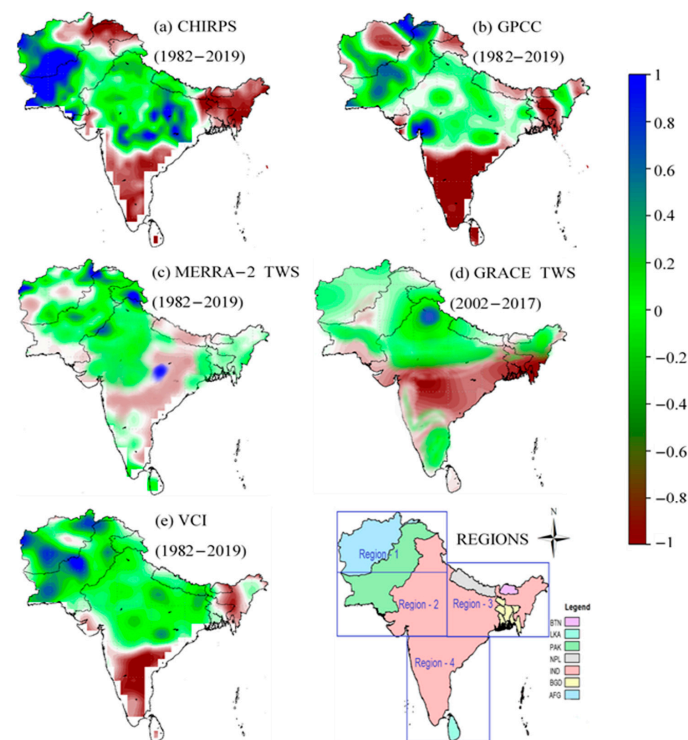 (a) CHIRPS
(1982−2019)
(b) GPCC
(1982−2019)
1
0.8
0.6
0.4
0.2
0
−0.2
−0.4
−0.6
−0.8
−1
(c) MERRA−2 TWS
(1982−2019)
(d) GRACE TWS
(2002−2017)
(e) VCI
(1982−2019)
REGIONS
N
Region - 1
Region - 2
Region - 3
Region - 4
Legend
BTN
LKA
PAK
NPL
IND
BGD
AFG